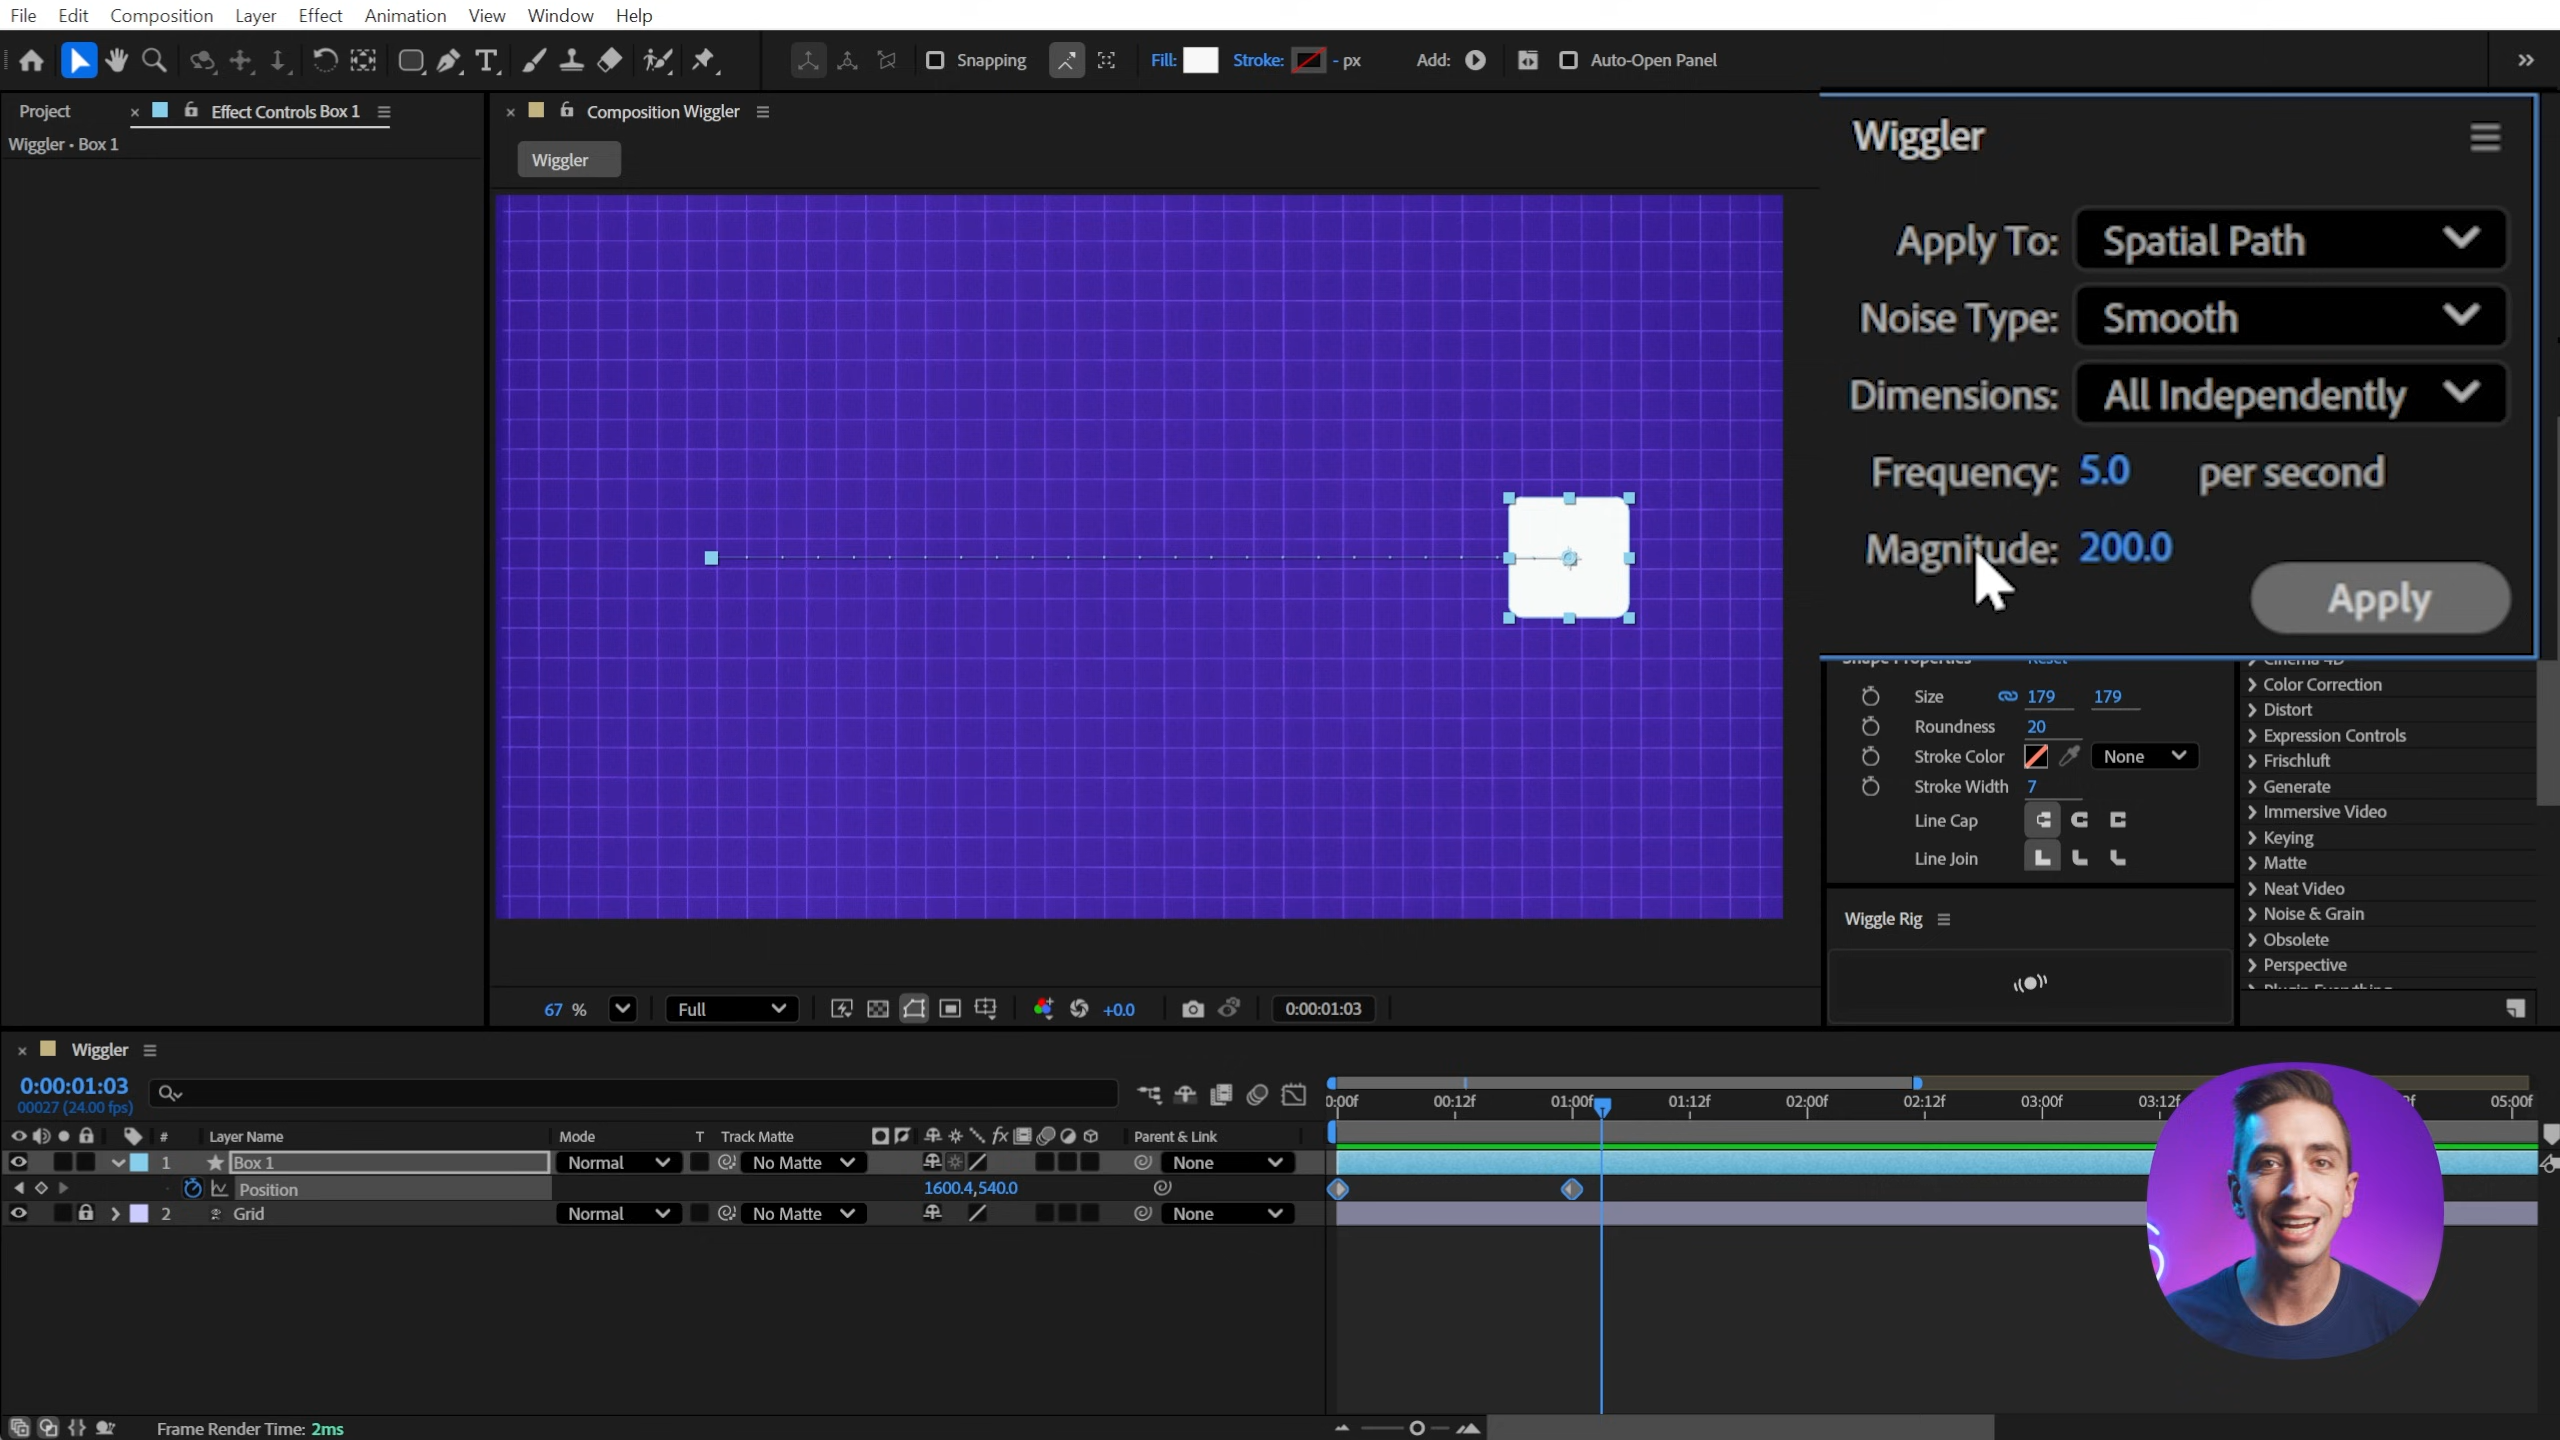 File Edit Composition Layer Effect Animation View Window Help
Snapping Fill: Stroke: - px Add: Auto-Open Panel
Project × Effect Controls Box 1
Wiggler • Box 1
× Composition Wiggler
Wiggler
Wiggler
Apply To: Spatial Path
Noise Type: Smooth
Dimensions: All Independently
Frequency: 5.0 per second
Magnitude: 200.0
Apply
Size 179 179
Roundness 20
Stroke Color None
Stroke Width 7
Line Cap
Line Join
Wiggle Rig
Cinema 4D
Color Correction
Distort
Expression Controls
Frischluft
Generate
Immersive Video
Keying
Matte
Neat Video
Noise & Grain
Obsolete
Perspective
67 % Full +0.0 0:00:01:03
× Wiggler
0:00:01:03
00027 (24.00 fps)
0:00f 00:12f 01:00f 01:12f 02:00f 02:12f 03:00f 03:12f 05:00f
# Layer Name Mode T Track Matte fx Parent & Link
1 Box 1 Normal No Matte None
Position 1600.4,540.0
2 Grid Normal No Matte None
Frame Render Time: 2ms